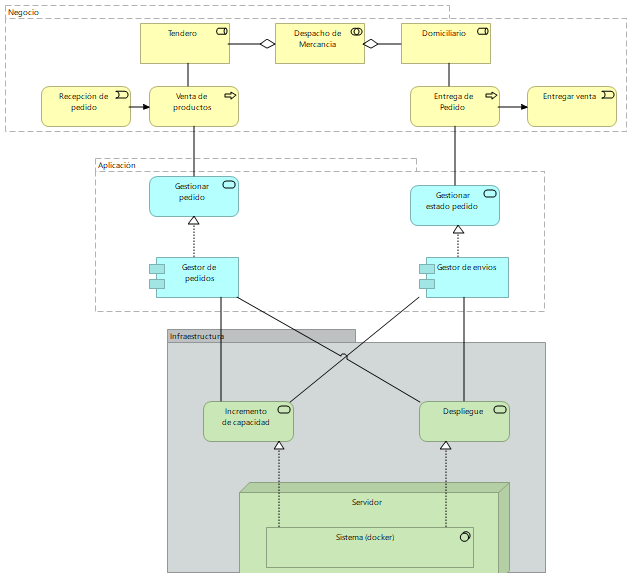 Negocio
Tendero
Despacho de
Mercancia
Domiciliario
Recepción de
pedido
Venta de
productos
Entrega de
Pedido
Entregar venta
Aplicación
Gestionar
pedido
Gestionar
estado pedido
Gestor de
pedidos
Gestor de envios
Infraestructura
Incremento
de capacidad
Despliegue
Servidor
Sistema (docker)